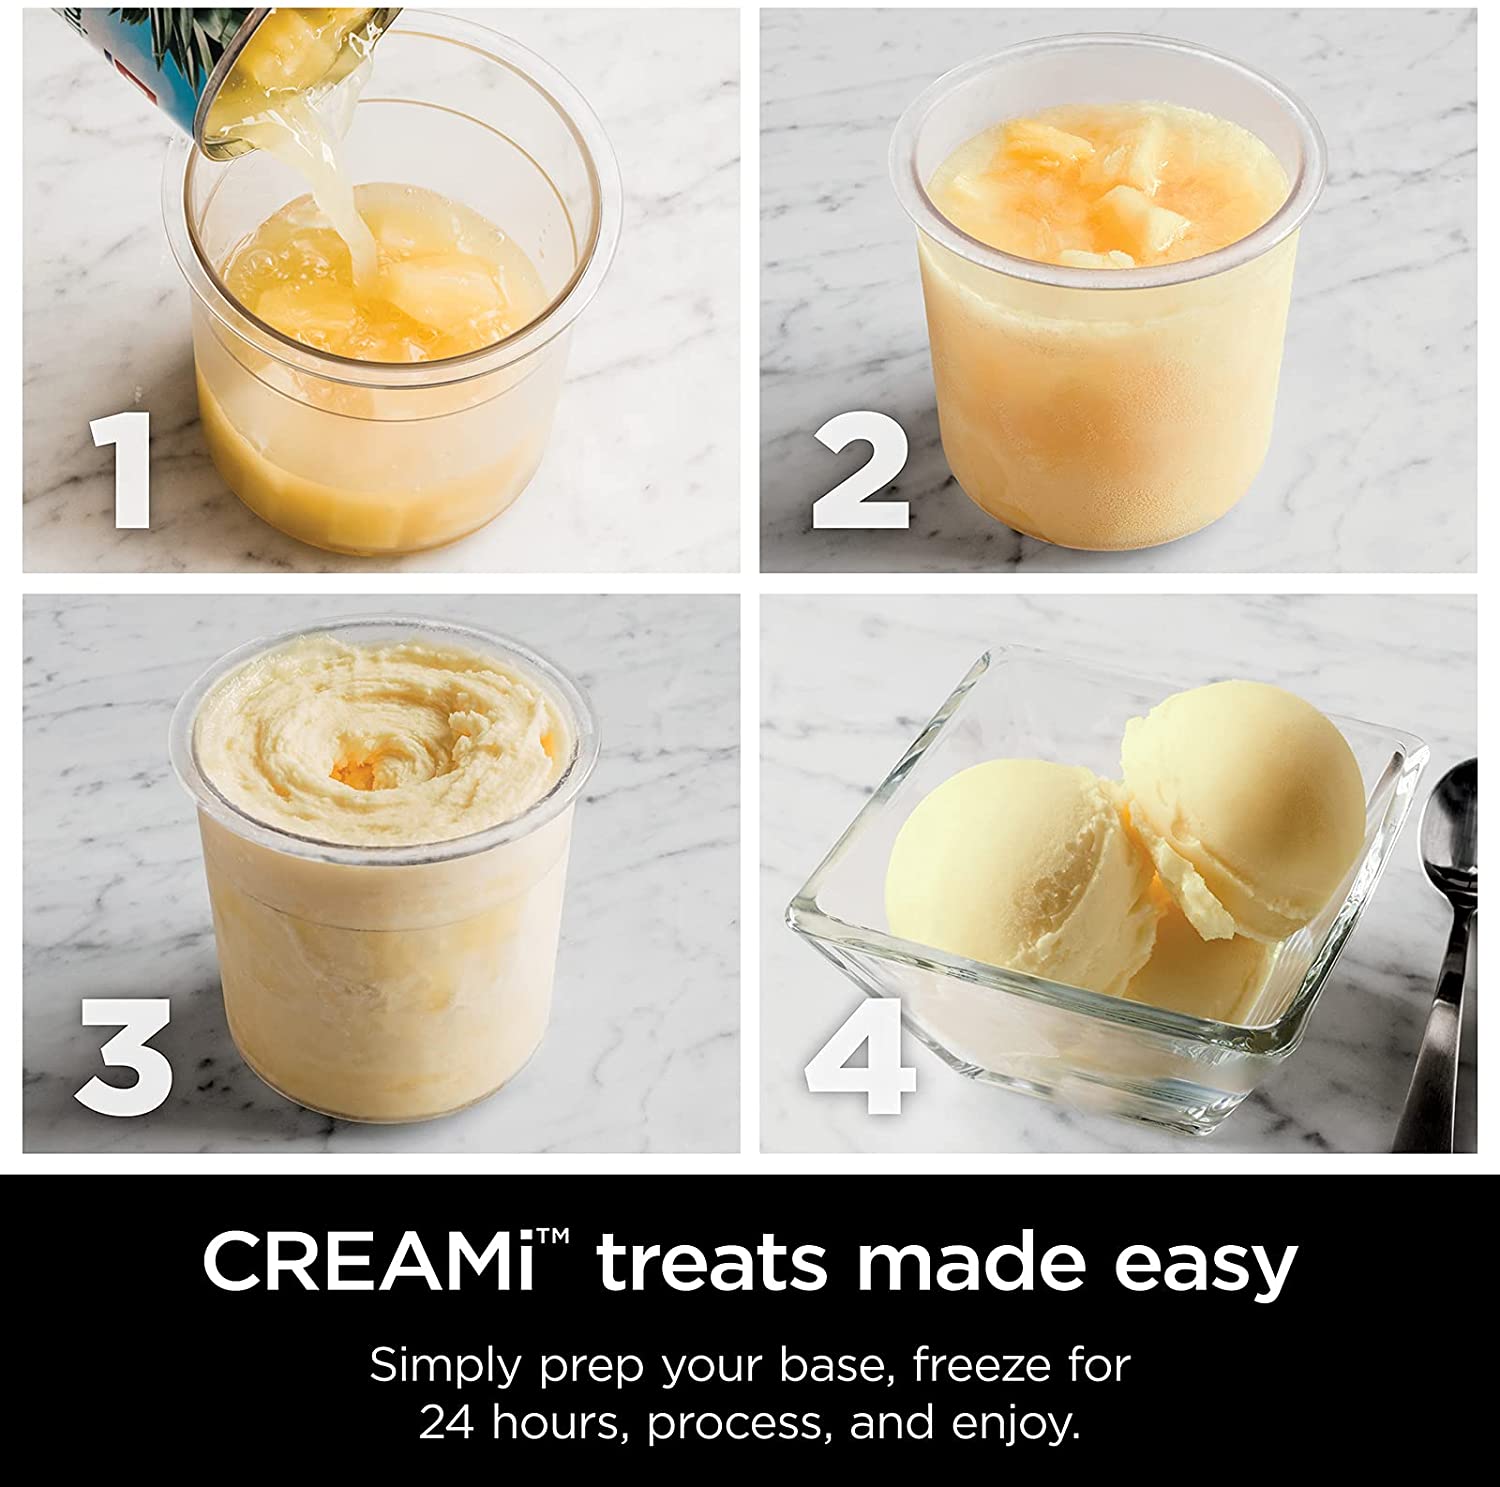 1
2
3
4
CREAMi™ treats made easy
Simply prep your base, freeze for
24 hours, process, and enjoy.